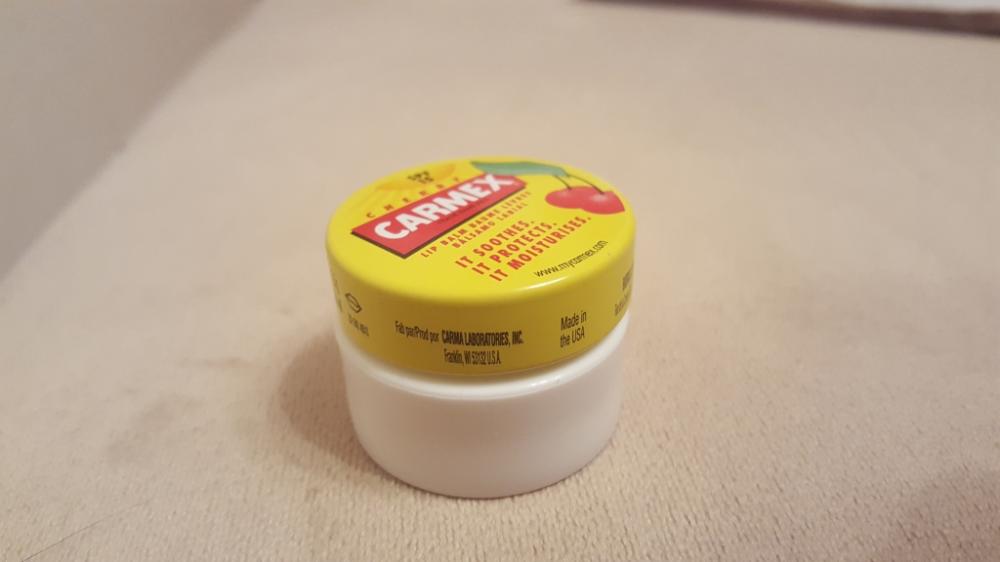 CHERRY
CARMEX
LIP BALM BAUME LÈVRES
BÁLSAMO LABIAL
IT SOOTHES.
IT PROTECTS.
IT MOISTURISES.
www.mycarmex.com
Fab par/Prod por CARMA LABORATORIES, INC.
Franklin, WI 53132 U.S.A.
Made in
the USA